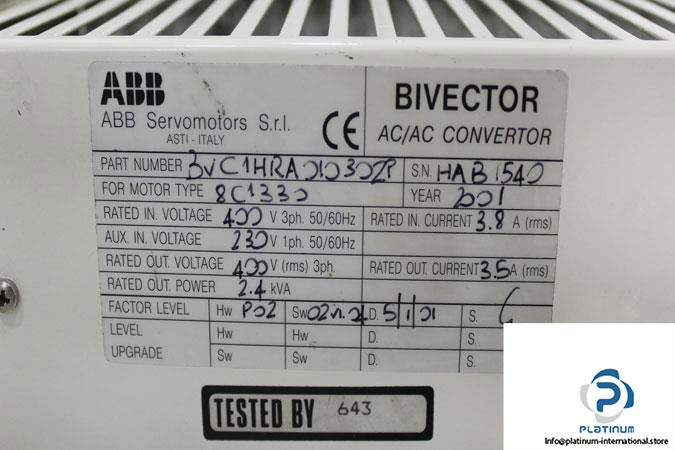 ABB
ABB Servomotors S.r.l.
ASTI - ITALY
CE
BIVECTOR
AC/AC CONVERTOR
PART NUMBER BVC1HRA01030ZP S.N. HAB1540
FOR MOTOR TYPE 8C1330 YEAR 2001
RATED IN. VOLTAGE 400 V 3ph. 50/60Hz RATED IN. CURRENT 3.8 A (rms)
AUX. IN. VOLTAGE 230 V 1ph. 50/60Hz
RATED OUT. VOLTAGE 400 V (rms) 3ph. RATED OUT. CURRENT 3.5 A (rms)
RATED OUT. POWER 2.4 kVA
FACTOR LEVEL Hw P02 Sw 02 D. 5/1/01 S.
LEVEL Hw Hw D. S.
UPGRADE Sw Sw D. S.
TESTED BY 643
PLATINUM
Info@platinum-international.store